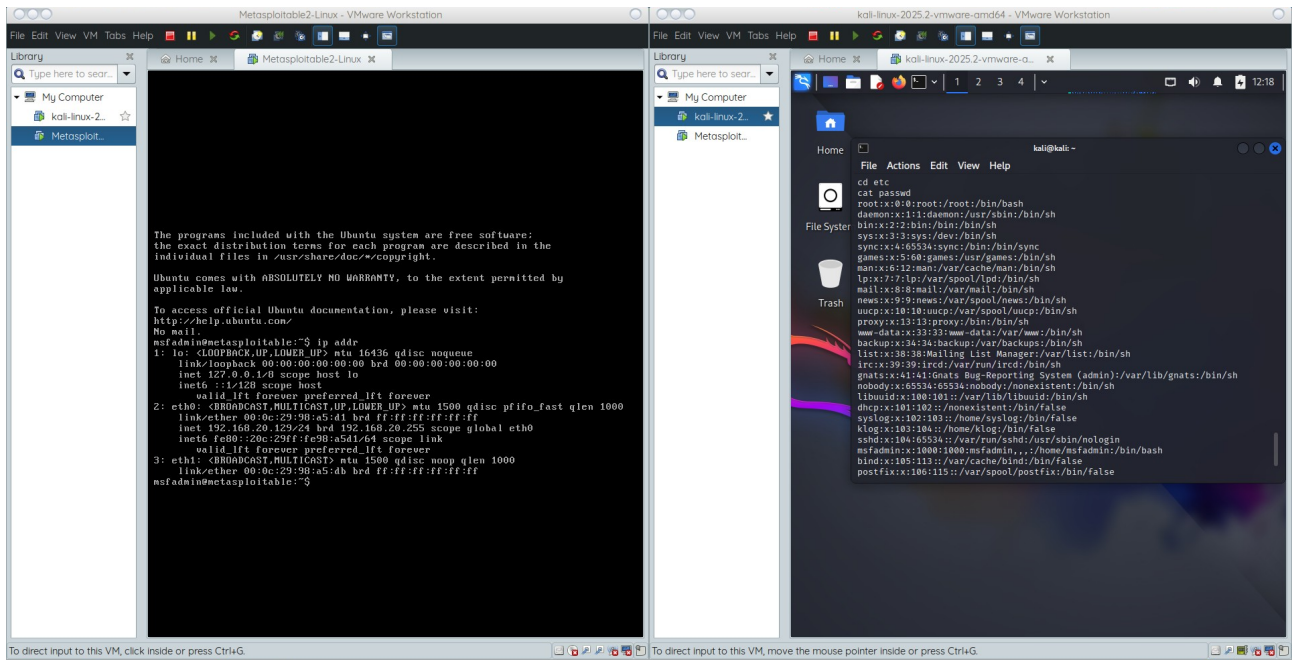 Metasploitable2-Linux - VMware Workstation
File Edit View VM Tabs Help
Library
Type here to sear...
My Computer
kali-linux-2...
Metasploit...
Home
Metasploitable2-Linux
The programs included with the Ubuntu system are free software;
the exact distribution terms for each program are described in the
individual files in /usr/share/doc/*/copyright.
Ubuntu comes with ABSOLUTELY NO WARRANTY, to the extent permitted by
applicable law.
To access official Ubuntu documentation, please visit:
http://help.ubuntu.com/
No mail.
msfadmin@metasploitable:~$ ip addr
1: lo: <LOOPBACK,UP,LOWER_UP> mtu 16436 qdisc noqueue
link/loopback 00:00:00:00:00:00 brd 00:00:00:00:00:00
inet 127.0.0.1/8 scope host lo
inet6 ::1/128 scope host
valid_lft forever preferred_lft forever
2: eth0: <BROADCAST,MULTICAST,UP,LOWER_UP> mtu 1500 qdisc pfifo_fast qlen 1000
link/ether 00:0c:29:98:a5:d1 brd ff:ff:ff:ff:ff:ff
inet 192.168.20.129/24 brd 192.168.20.255 scope global eth0
inet6 fe80::20c:29ff:fe98:a5d1/64 scope link
valid_lft forever preferred_lft forever
3: eth1: <BROADCAST,MULTICAST> mtu 1500 qdisc noop qlen 1000
link/ether 00:0c:29:98:a5:db brd ff:ff:ff:ff:ff:ff
msfadmin@metasploitable:~$
To direct input to this VM, click inside or press Ctrl+G.
kali-linux-2025.2-vmware-amd64 - VMware Workstation
File Edit View VM Tabs Help
Library
Type here to sear...
My Computer
kali-linux-2...
Metasploit...
Home
kali-linux-2025.2-vmware-a...
1 2 3 4
12:18
Home
File System
Trash
kali@kali: ~
File Actions Edit View Help
cd etc
cat passwd
root:x:0:0:root:/root:/bin/bash
daemon:x:1:1:daemon:/usr/sbin:/bin/sh
bin:x:2:2:bin:/bin:/bin/sh
sys:x:3:3:sys:/dev:/bin/sh
sync:x:4:65534:sync:/bin:/bin/sync
games:x:5:60:games:/usr/games:/bin/sh
man:x:6:12:man:/var/cache/man:/bin/sh
lp:x:7:7:lp:/var/spool/lpd:/bin/sh
mail:x:8:8:mail:/var/mail:/bin/sh
news:x:9:9:news:/var/spool/news:/bin/sh
uucp:x:10:10:uucp:/var/spool/uucp:/bin/sh
proxy:x:13:13:proxy:/bin:/bin/sh
www-data:x:33:33:www-data:/var/www:/bin/sh
backup:x:34:34:backup:/var/backups:/bin/sh
list:x:38:38:Mailing List Manager:/var/list:/bin/sh
irc:x:39:39:ircd:/var/run/ircd:/bin/sh
gnats:x:41:41:Gnats Bug-Reporting System (admin):/var/lib/gnats:/bin/sh
nobody:x:65534:65534:nobody:/nonexistent:/bin/sh
libuuid:x:100:101::/var/lib/libuuid:/bin/sh
dhcp:x:101:102::/nonexistent:/bin/false
syslog:x:102:103::/home/syslog:/bin/false
klog:x:103:104::/home/klog:/bin/false
sshd:x:104:65534::/var/run/sshd:/usr/sbin/nologin
msfadmin:x:1000:1000:msfadmin,,,:/home/msfadmin:/bin/bash
bind:x:105:113::/var/cache/bind:/bin/false
postfix:x:106:115::/var/spool/postfix:/bin/false
To direct input to this VM, move the mouse pointer inside or press Ctrl+G.